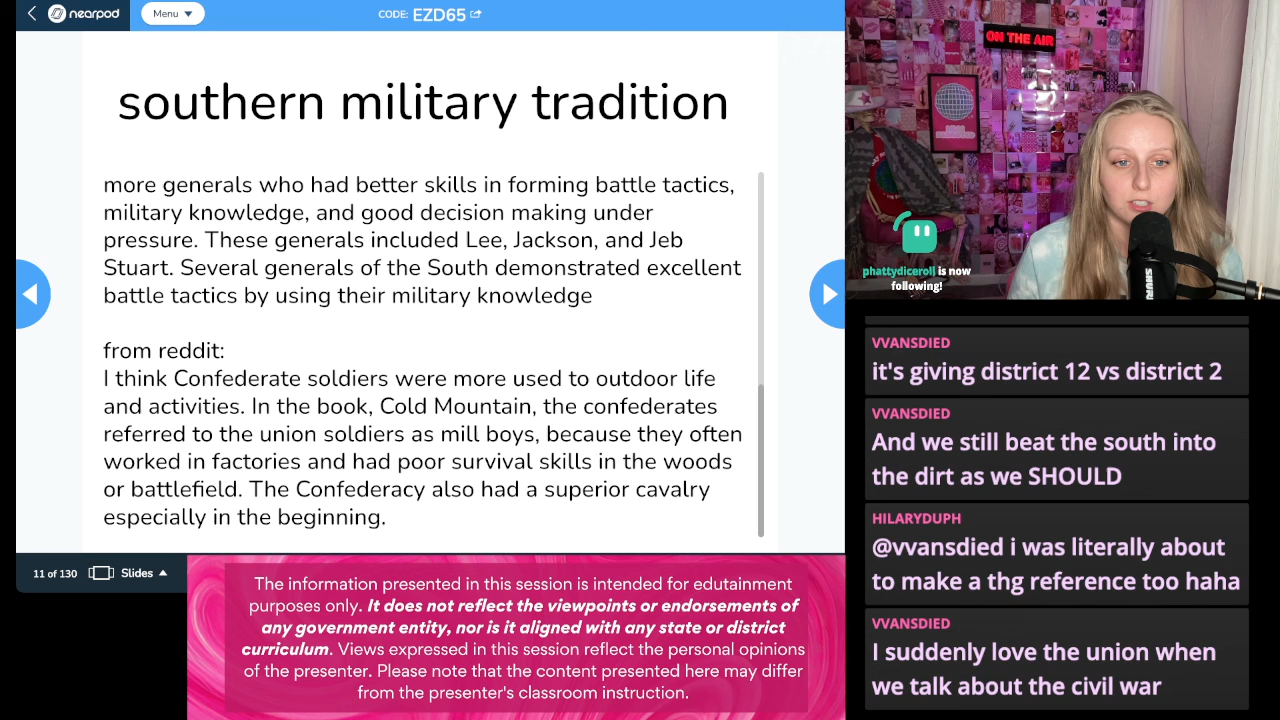 nearpod
Menu
CODE: EZD65
southern military tradition
more generals who had better skills in forming battle tactics,
military knowledge, and good decision making under
pressure. These generals included Lee, Jackson, and Jeb
Stuart. Several generals of the South demonstrated excellent
battle tactics by using their military knowledge
from reddit:
I think Confederate soldiers were more used to outdoor life
and activities. In the book, Cold Mountain, the confederates
referred to the union soldiers as mill boys, because they often
worked in factories and had poor survival skills in the woods
or battlefield. The Confederacy also had a superior cavalry
especially in the beginning.
11 of 130
Slides
The information presented in this session is intended for edutainment
purposes only. It does not reflect the viewpoints or endorsements of
any government entity, nor is it aligned with any state or district
curriculum. Views expressed in this session reflect the personal opinions
of the presenter. Please note that the content presented here may differ
from the presenter's classroom instruction.
ON THE AIR
phattydiceroll is now
following!
SHURE
VVANSDIED
it's giving district 12 vs district 2
VVANSDIED
And we still beat the south into
the dirt as we SHOULD
HILARYDUPH
@vvansdied i was literally about
to make a thg reference too haha
VVANSDIED
I suddenly love the union when
we talk about the civil war